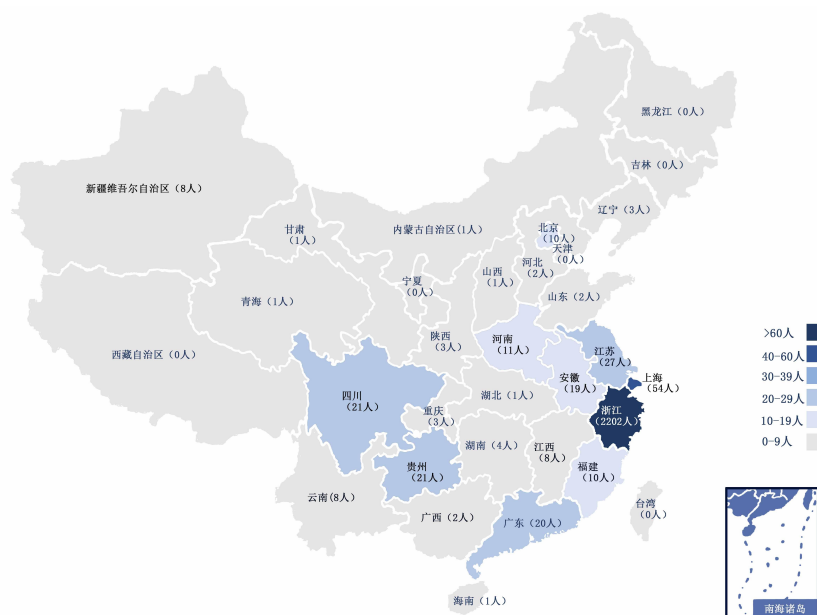 黑龙江（0人）
吉林（0人）
辽宁（3人）
新疆维吾尔自治区（8人）
内蒙古自治区(1人）
甘肃
（1人）
北京
（10人）
天津
（0人）
河北
（2人）
山西
（1人）
宁夏
（0人）
山东（2人）
青海（1人）
陕西
（3人）
河南
（11人）
江苏
（27人）
西藏自治区（0人）
安徽
（19人）
上海
（54人）
四川
（21人）
湖北（1人）
重庆
（3人）
浙江
（2202人）
湖南（4人）
江西
（8人）
贵州
（21人）
福建
（10人）
云南(8人）
广西（2人）
广东（20人）
台湾
（0人）
海南（1人）
>60人
40-60人
30-39人
20-29人
10-19人
0-9人
南海诸岛